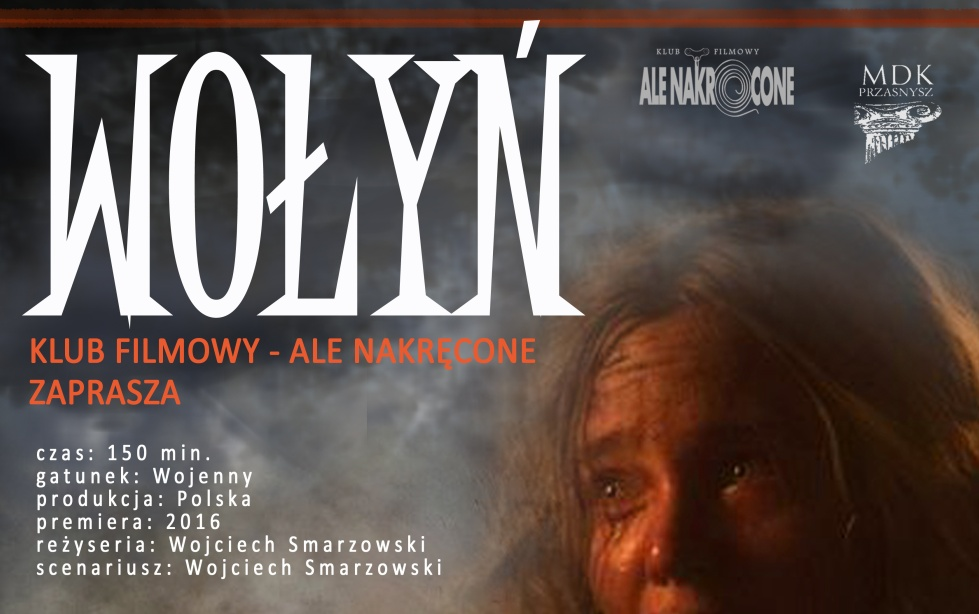 WOŁYŃ
KLUB FILMOWY
ALE NAKRĘCONE
MDK
PRZASNYSZ
KLUB FILMOWY - ALE NAKRĘCONE
ZAPRASZA
czas: 150 min.
gatunek: Wojenny
produkcja: Polska
premiera: 2016
reżyseria: Wojciech Smarzowski
scenariusz: Wojciech Smarzowski